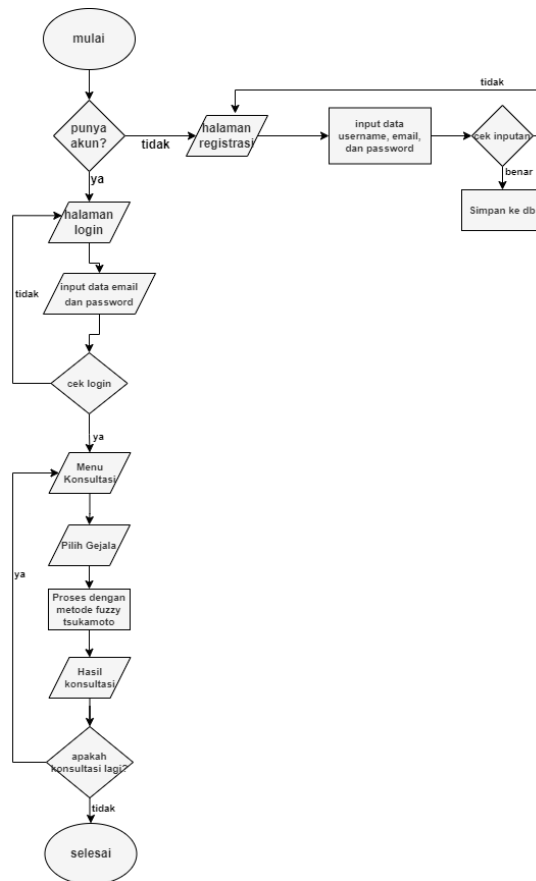 mulai
punya
akun?
tidak
ya
halaman
registrasi
input data
username, email,
dan password
cek inputan
tidak
benar
Simpan ke db
halaman
login
input data email
dan password
tidak
cek login
ya
Menu
Konsultasi
Pilih Gejala
ya
Proses dengan
metode fuzzy
tsukamoto
Hasil
konsultasi
apakah
konsultasi lagi?
tidak
selesai